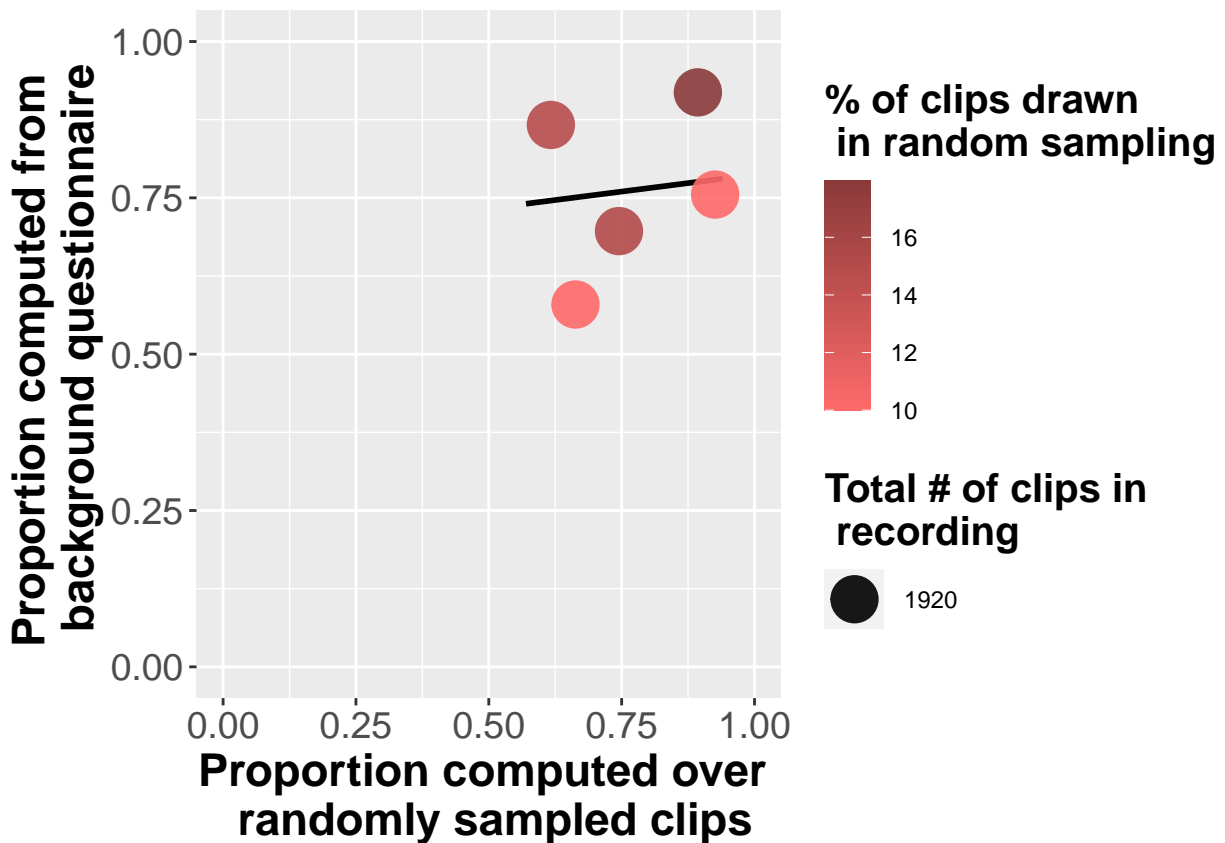 Proportion computed from
background questionnaire
1.00
0.75
0.50
0.25
0.00
0.00 0.25 0.50 0.75 1.00
Proportion computed over
randomly sampled clips
% of clips drawn
in random sampling
16
14
12
10
Total # of clips in
recording
1920